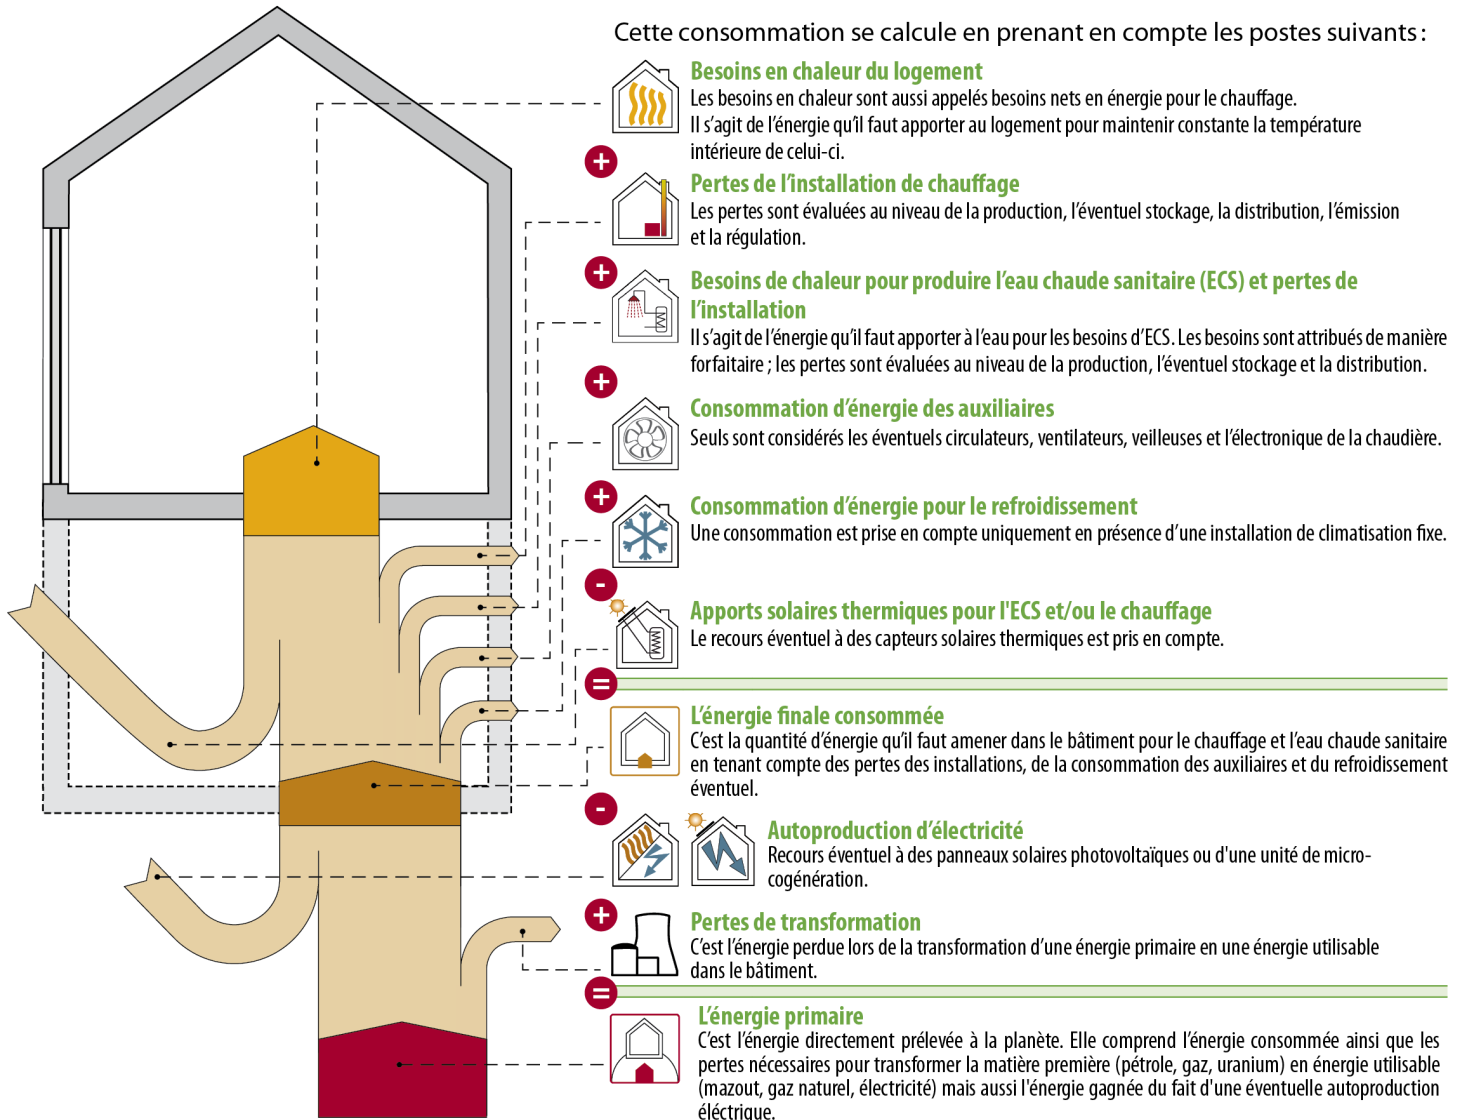 Cette consommation se calcule en prenant en compte les postes suivants :
Besoins en chaleur du logement
Les besoins en chaleur sont aussi appelés besoins nets en énergie pour le chauffage.
Il s'agit de l'énergie qu'il faut apporter au logement pour maintenir constante la température
intérieure de celui-ci.
+
Pertes de l'installation de chauffage
Les pertes sont évaluées au niveau de la production, l'éventuel stockage, la distribution, l'émission
et la régulation.
+
Besoins de chaleur pour produire l'eau chaude sanitaire (ECS) et pertes de
l'installation
Il s'agit de l'énergie qu'il faut apporter à l'eau pour les besoins d'ECS. Les besoins sont attribués de manière
forfaitaire ; les pertes sont évaluées au niveau de la production, l'éventuel stockage et la distribution.
+
Consommation d'énergie des auxiliaires
Seuls sont considérés les éventuels circulateurs, ventilateurs, veilleuses et l'électronique de la chaudière.
+
Consommation d'énergie pour le refroidissement
Une consommation est prise en compte uniquement en présence d'une installation de climatisation fixe.
-
Apports solaires thermiques pour l'ECS et/ou le chauffage
Le recours éventuel à des capteurs solaires thermiques est pris en compte.
=
L'énergie finale consommée
C'est la quantité d'énergie qu'il faut amener dans le bâtiment pour le chauffage et l'eau chaude sanitaire
en tenant compte des pertes des installations, de la consommation des auxiliaires et du refroidissement
éventuel.
-
Autoproduction d'électricité
Recours éventuel à des panneaux solaires photovoltaïques ou d'une unité de micro-
cogénération.
+
Pertes de transformation
C'est l'énergie perdue lors de la transformation d'une énergie primaire en une énergie utilisable
dans le bâtiment.
=
L'énergie primaire
C'est l'énergie directement prélevée à la planète. Elle comprend l'énergie consommée ainsi que les
pertes nécessaires pour transformer la matière première (pétrole, gaz, uranium) en énergie utilisable
(mazout, gaz naturel, électricité) mais aussi l'énergie gagnée du fait d'une éventuelle autoproduction
éléctrique.